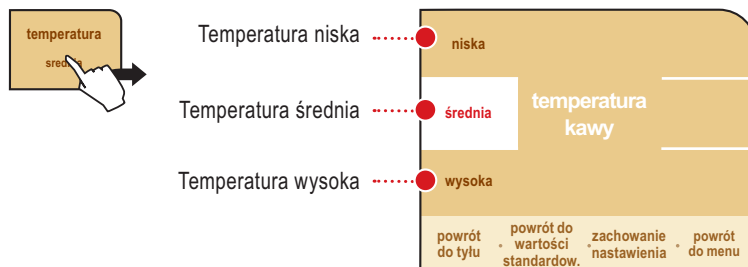 temperatura
srednia
Temperatura niska
Temperatura średnia
Temperatura wysoka
niska
średnia
wysoka
temperatura
kawy
powrót
do tyłu
powrót do
wartości
standardow.
zachowanie
nastawienia
powrót
do menu